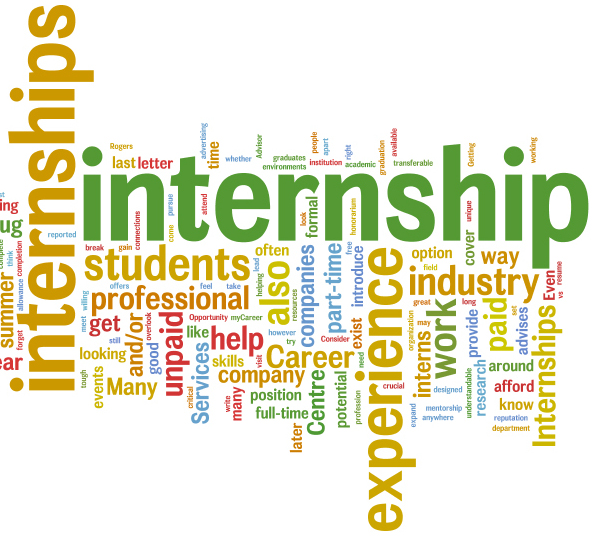 internships
internship
experience
students
professional
industry
also
work
unpaid
help
Career
company
Centre
companies
part-time
paid
Internships
interns
services
Many
many
summer
and/or
get
looking
events
good
like
skills
position
full-time
later
potential
introduce
exist
option
way
cover
often
formal
last
letter
time
provide
research
advises
around
afford
know
Even
Rogers
advertising
whether
Advisor
graduates
environments
people
apart
institution
right
academic
graduation
available
transferable
Getting
working
reported
break
gain
connections
come
pursue
attend
look
honorarium
free
unique
field
great
long
may
organization
set
vs
resume
lead
helping
resources
offers
feel
take
willing
meet
still
overlook
Opportunity
myCareer
however
try
Consider
visit
need
critical
write
tough
profession
crucial
designed
understandable
mentorship
anywhere
expand
reputation
department
think
completion
allowance
forget